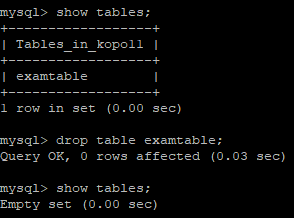 mysql> show tables;
+------------------+
| Tables_in_kopoll |
+------------------+
| examtable        |
+------------------+
1 row in set (0.00 sec)

mysql> drop table examtable;
Query OK, 0 rows affected (0.03 sec)

mysql> show tables;
Empty set (0.00 sec)